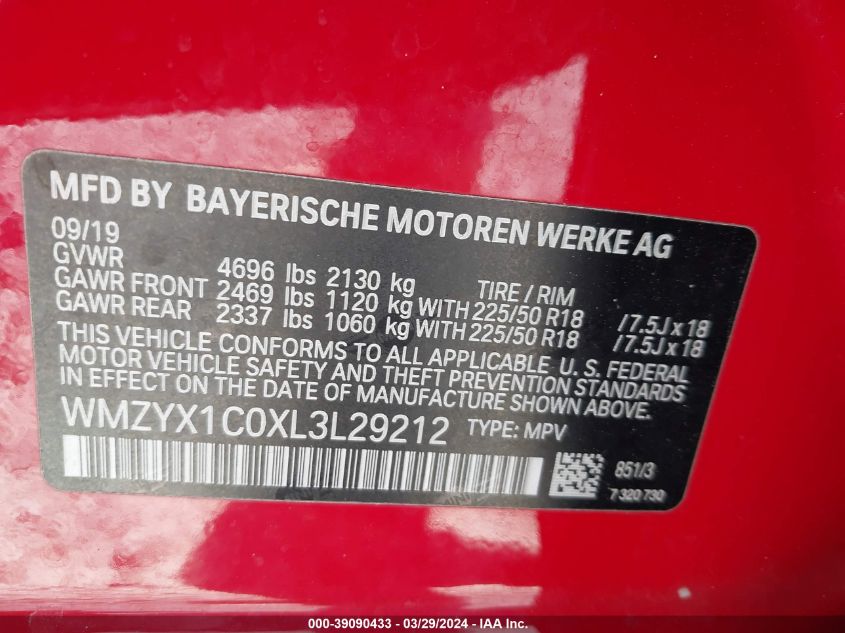 MFD BY BAYERISCHE MOTOREN WERKE AG
09/19
GVWR 4696 lbs 2130 kg TIRE / RIM
GAWR FRONT 2469 lbs 1120 kg WITH 225/50 R18 / 7.5J x 18
GAWR REAR 2337 lbs 1060 kg WITH 225/50 R18 / 7.5J x 18
THIS VEHICLE CONFORMS TO ALL APPLICABLE U. S. FEDERAL
MOTOR VEHICLE SAFETY AND THEFT PREVENTION STANDARDS
IN EFFECT ON THE DATE OF MANUFACTURE SHOWN ABOVE.
WMZYX1C0XL3L29212 TYPE: MPV
851/3
7 320 730
© COPYRIGHT -- 39090433 - 03/29/2024 - IAA Inc.